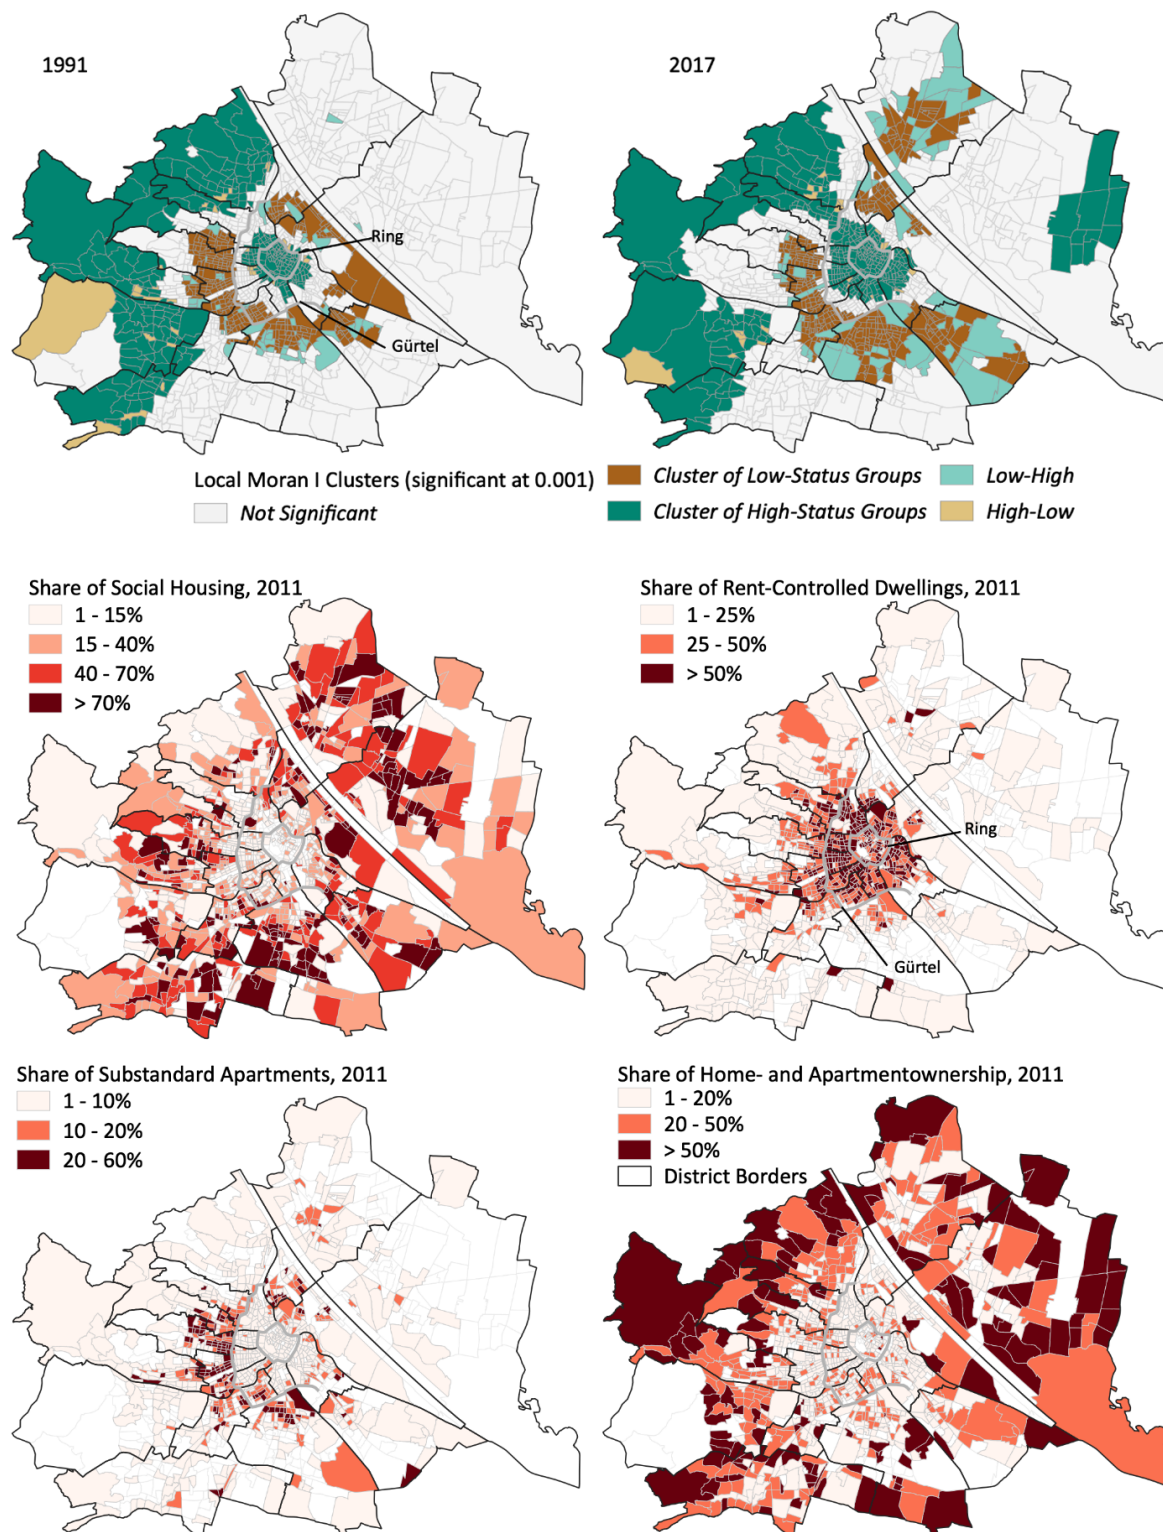 1991
2017
Ring
Gürtel
Local Moran I Clusters (significant at 0.001)
Not Significant
Cluster of Low-Status Groups
Low-High
Cluster of High-Status Groups
High-Low
Share of Social Housing, 2011
1 - 15%
15 - 40%
40 - 70%
> 70%
Share of Rent-Controlled Dwellings, 2011
1 - 25%
25 - 50%
> 50%
Ring
Gürtel
Share of Substandard Apartments, 2011
1 - 10%
10 - 20%
20 - 60%
Share of Home- and Apartmentownership, 2011
1 - 20%
20 - 50%
> 50%
District Borders